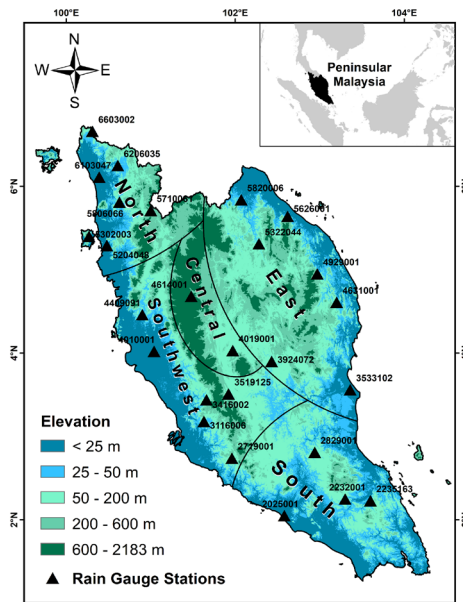 100°E
102°E
104°E
N
W
E
S
Peninsular
Malaysia
6603002
6206035
6103047
5710061
5820006
5626001
6°N
North
5322044
5302003
5204048
4929001
4614001
Central
East
4631001
4409091
4019001
4°N
4010001
3924072
Southwest
3519125
3533102
3416002
3116006
2719001
2829001
South
2232001
2235163
2025001
2°N
Elevation
< 25 m
25 - 50 m
50 - 200 m
200 - 600 m
600 - 2183 m
Rain Gauge Stations